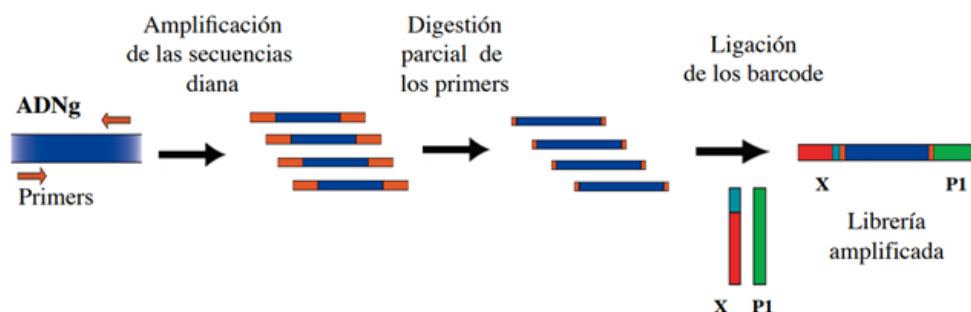 Amplificación
de las secuencias
diana
Digestión
parcial de
los primers
Ligación
de los barcode
ADNg
Primers
X
P1
Librería
amplificada
X
P1